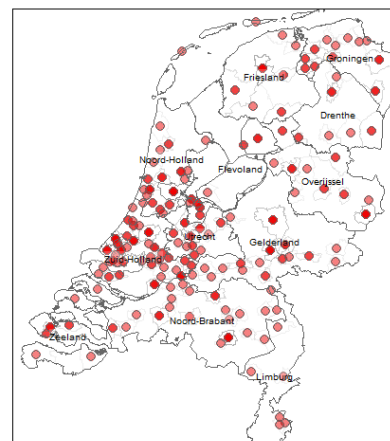 Groningen
Friesland
Drenthe
Noord-Holland
Flevoland
Overijssel
Utrecht
Gelderland
Zuid-Holland
Noord-Brabant
Zeeland
Limburg